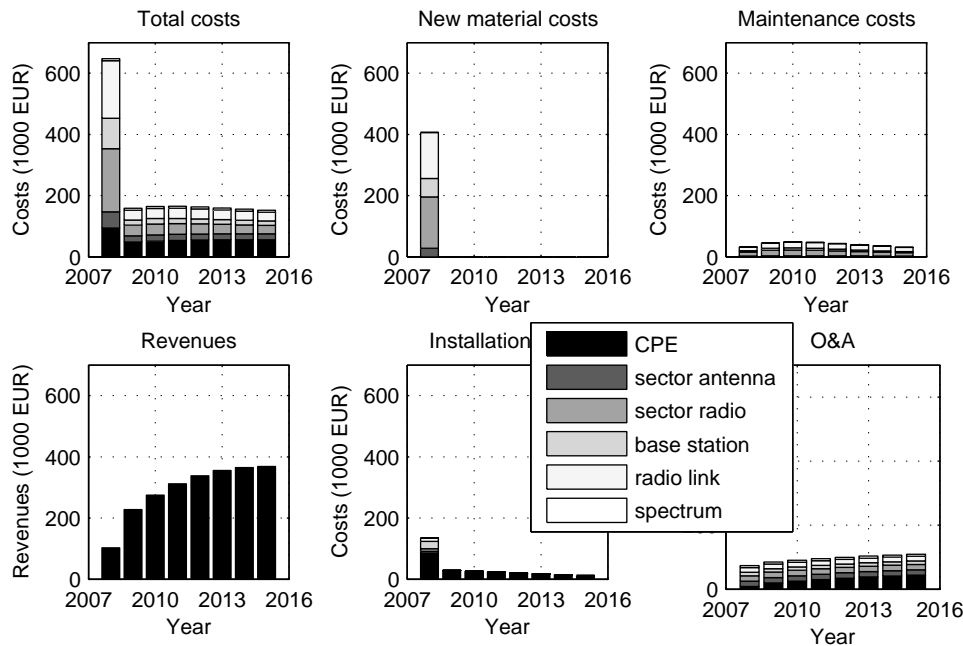 Total costs
Costs (1000 EUR)
600
400
200
0
2007 2010 2013 2016
Year
New material costs
Costs (1000 EUR)
600
400
200
0
2007 2010 2013 2016
Year
Maintenance costs
Costs (1000 EUR)
600
400
200
0
2007 2010 2013 2016
Year
Revenues
Revenues (1000 EUR)
600
400
200
0
2007 2010 2013 2016
Year
Installation
Costs (1000 EUR)
600
400
200
0
2007 2010 2013 2016
Year
O&A
0
2007 2010 2013 2016
Year
CPE
sector antenna
sector radio
base station
radio link
spectrum